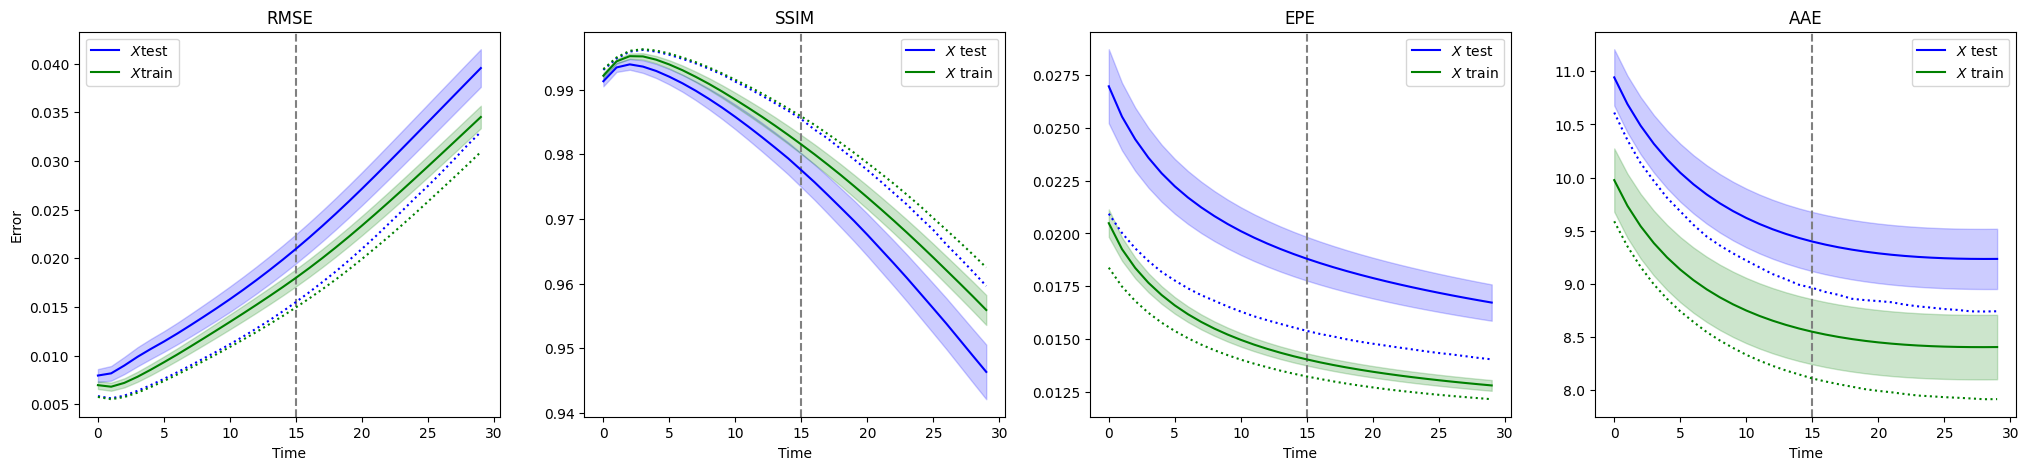 RMSE
Error
0.040
0.035
0.030
0.025
0.020
0.015
0.010
0.005
Xtest
Xtrain
0 5 10 15 20 25 30
Time
SSIM
0.99
0.98
0.97
0.96
0.95
0.94
X test
X train
0 5 10 15 20 25 30
Time
EPE
0.0275
0.0250
0.0225
0.0200
0.0175
0.0150
0.0125
X test
X train
0 5 10 15 20 25 30
Time
AAE
11.0
10.5
10.0
9.5
9.0
8.5
8.0
X test
X train
0 5 10 15 20 25 30
Time